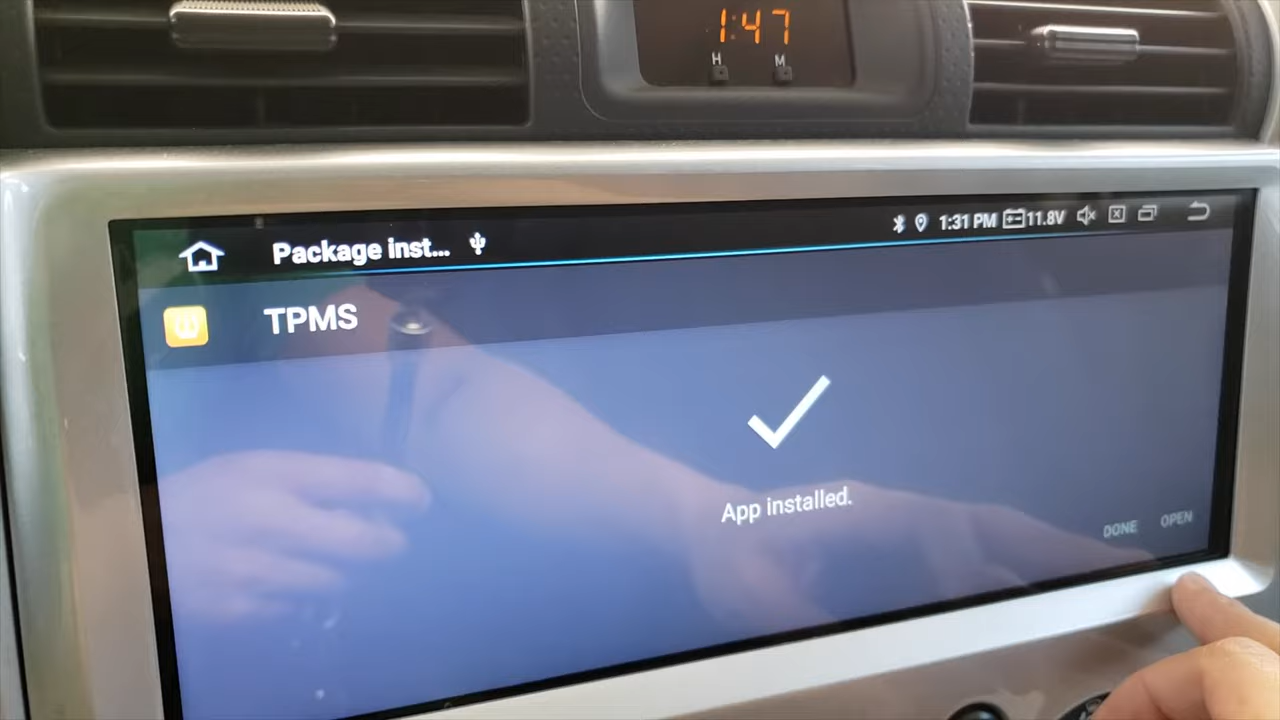 1:47
H M
Package inst... 1:31 PM 11.8V
TPMS
App installed.
DONE OPEN